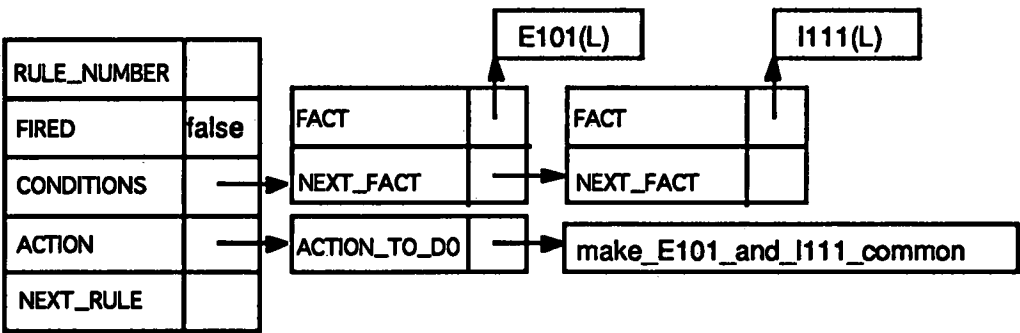 E101(L)
I111(L)
RULE_NUMBER
FIRED false
FACT
FACT
CONDITIONS
NEXT_FACT
NEXT_FACT
ACTION
ACTION_TO_DO
make_E101_and_I111_common
NEXT_RULE